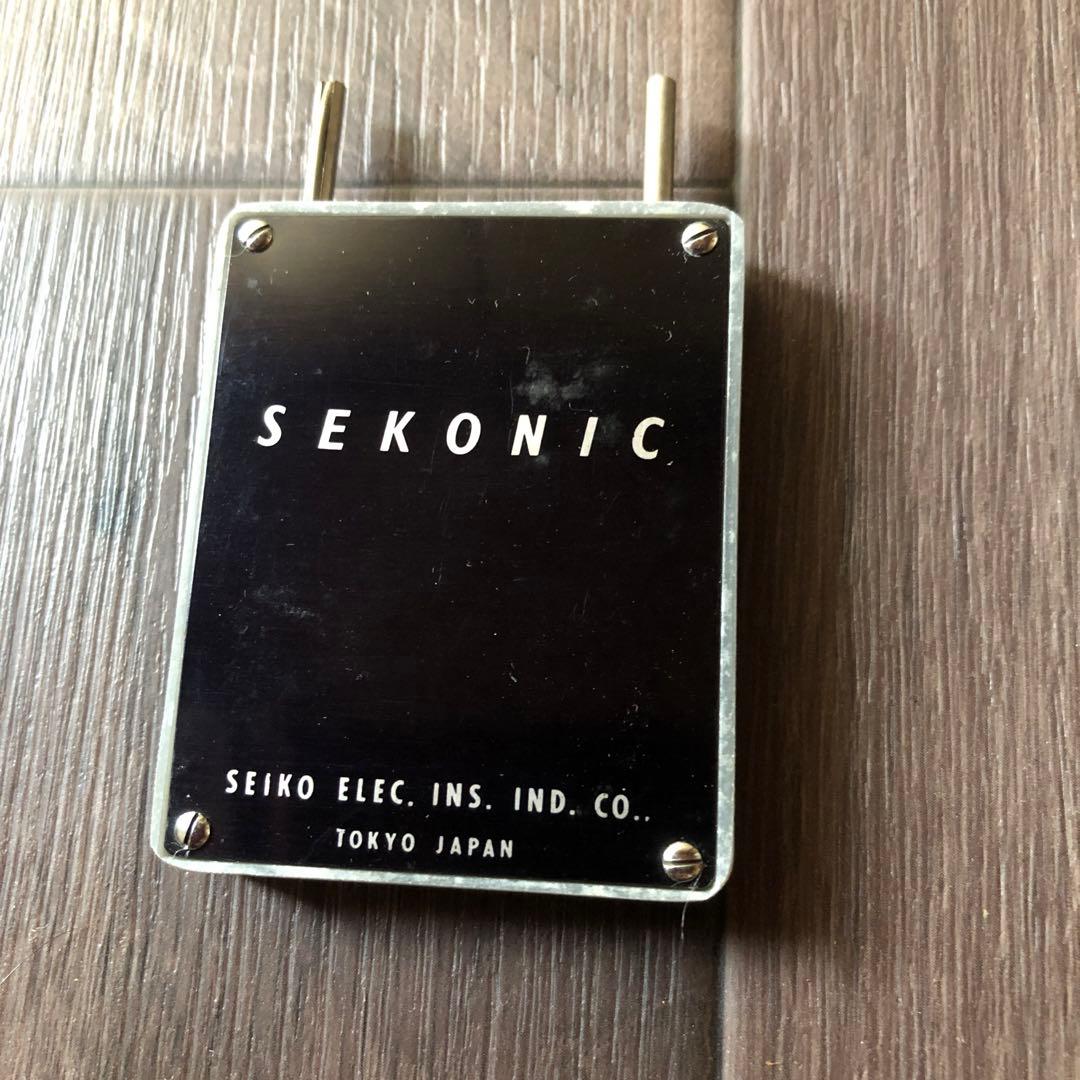 SEKONIC
SEIKO ELEC. INS. IND. CO..
TOKYO JAPAN